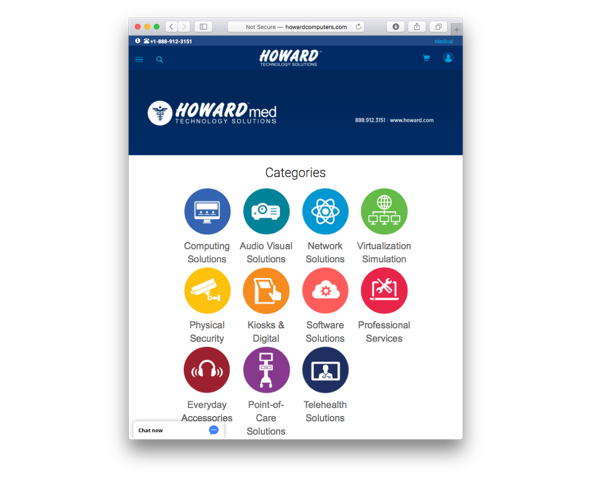 Not Secure — howardcomputers.com
+1-888-912-3151
Medical
HOWARD™
TECHNOLOGY SOLUTIONS
HOWARD med
TECHNOLOGY SOLUTIONS
888.912.3151 | www.howard.com
Categories
Computing Solutions
Audio Visual Solutions
Network Solutions
Virtualization Simulation
Physical Security
Kiosks & Digital
Software Solutions
Professional Services
Everyday Accessories
Point-of-Care Solutions
Telehealth Solutions
Chat now